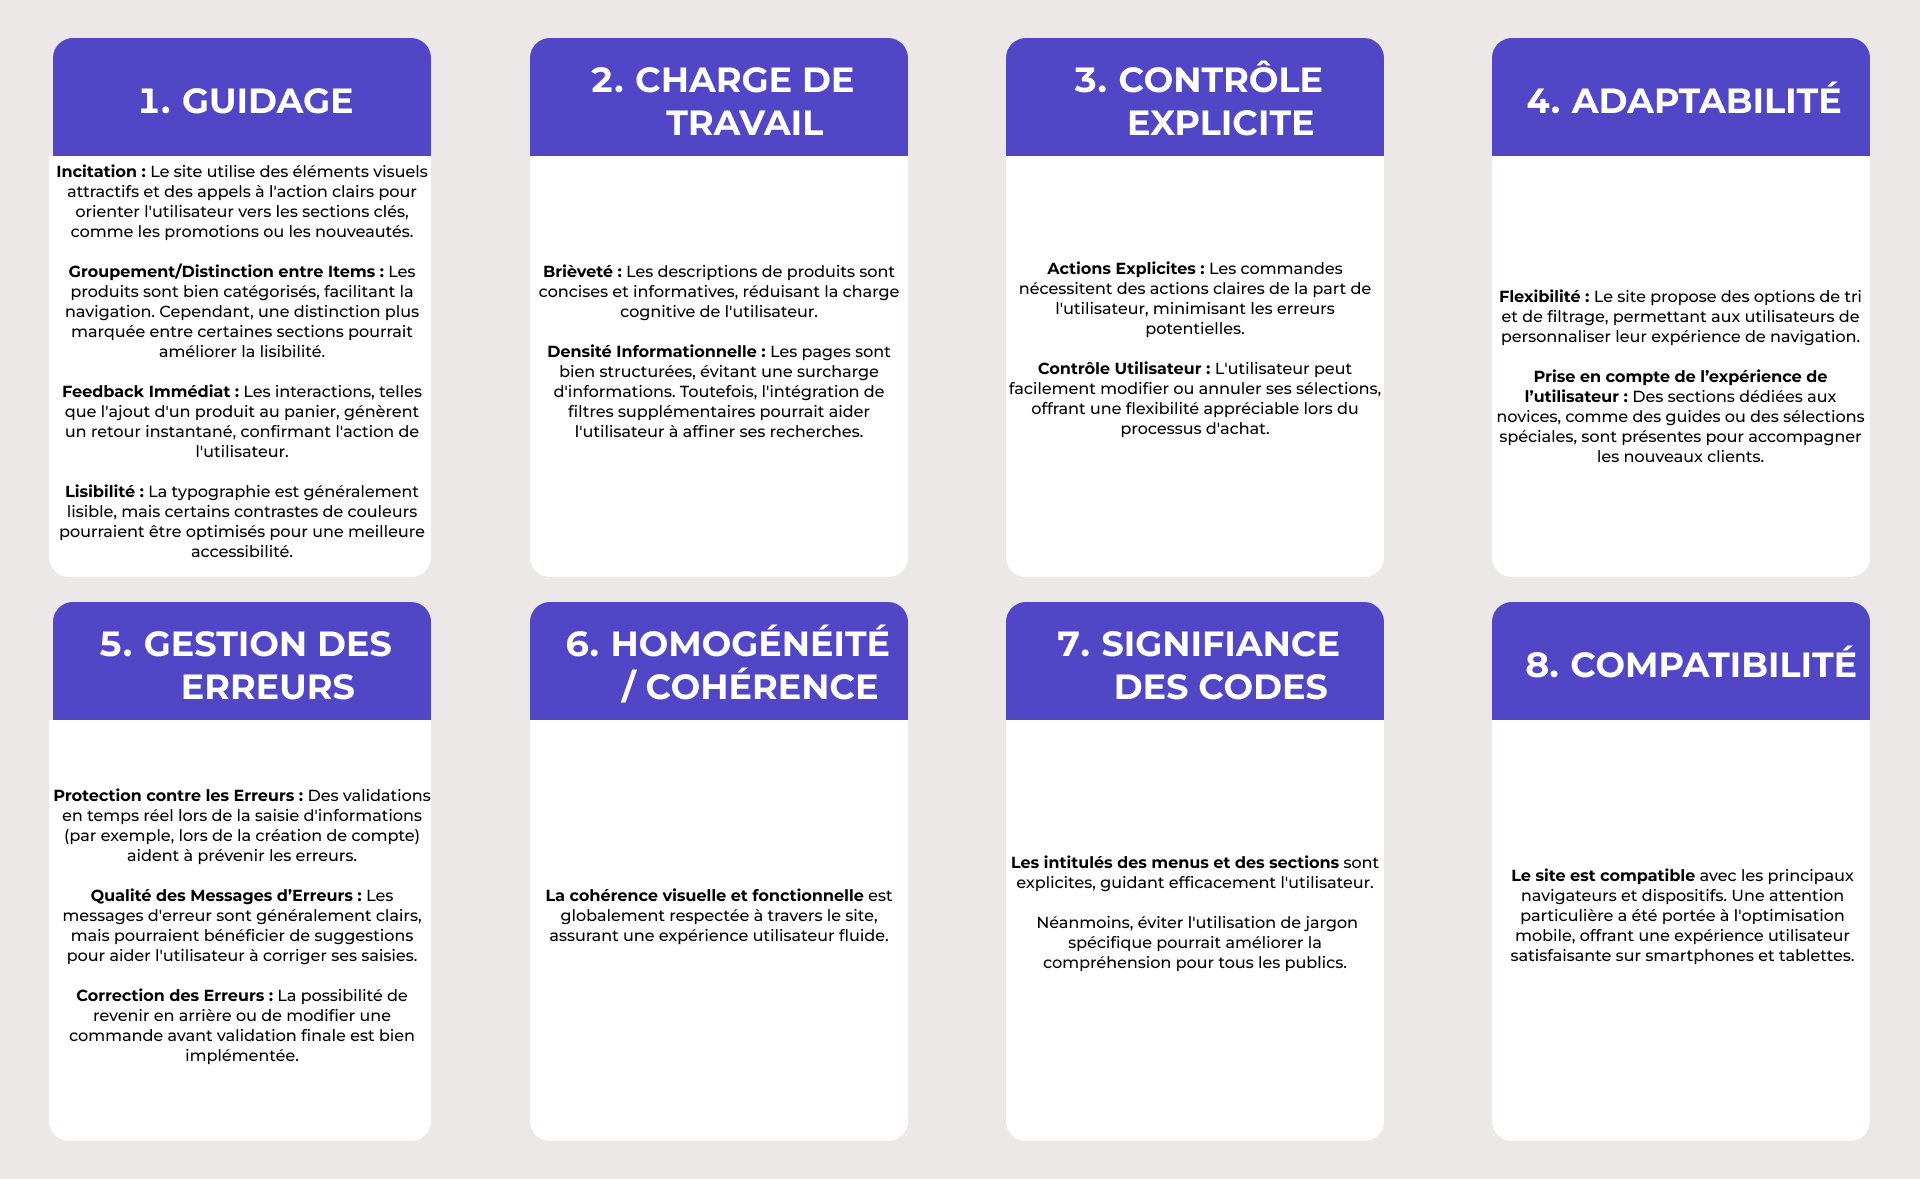 1. GUIDAGE
Incitation : Le site utilise des éléments visuels
attractifs et des appels à l'action clairs pour
orienter l'utilisateur vers les sections clés,
comme les promotions ou les nouveautés.
Groupement/Distinction entre Items : Les
produits sont bien catégorisés, facilitant la
navigation. Cependant, une distinction plus
marquée entre certaines sections pourrait
améliorer la lisibilité.
Feedback Immédiat : Les interactions, telles
que l'ajout d'un produit au panier, génèrent
un retour instantané, confirmant l'action de
l'utilisateur.
Lisibilité : La typographie est généralement
lisible, mais certains contrastes de couleurs
pourraient être optimisés pour une meilleure
accessibilité.
2. CHARGE DE
TRAVAIL
Brièveté : Les descriptions de produits sont
concises et informatives, réduisant la charge
cognitive de l'utilisateur.
Densité Informationnelle : Les pages sont
bien structurées, évitant une surcharge
d'informations. Toutefois, l'intégration de
filtres supplémentaires pourrait aider
l'utilisateur à affiner ses recherches.
3. CONTRÔLE
EXPLICITE
Actions Explicites : Les commandes
nécessitent des actions claires de la part de
l'utilisateur, minimisant les erreurs
potentielles.
Contrôle Utilisateur : L'utilisateur peut
facilement modifier ou annuler ses sélections,
offrant une flexibilité appréciable lors du
processus d'achat.
4. ADAPTABILITÉ
Flexibilité : Le site propose des options de tri
et de filtrage, permettant aux utilisateurs de
personnaliser leur expérience de navigation.
Prise en compte de l’expérience de
l’utilisateur : Des sections dédiées aux
novices, comme des guides ou des sélections
spéciales, sont présentes pour accompagner
les nouveaux clients.
5. GESTION DES
ERREURS
Protection contre les Erreurs : Des validations
en temps réel lors de la saisie d'informations
(par exemple, lors de la création de compte)
aident à prévenir les erreurs.
Qualité des Messages d’Erreurs : Les
messages d'erreur sont généralement clairs,
mais pourraient bénéficier de suggestions
pour aider l'utilisateur à corriger ses saisies.
Correction des Erreurs : La possibilité de
revenir en arrière ou de modifier une
commande avant validation finale est bien
implémentée.
6. HOMOGÉNÉITÉ
/ COHÉRENCE
La cohérence visuelle et fonctionnelle est
globalement respectée à travers le site,
assurant une expérience utilisateur fluide.
7. SIGNIFIANCE
DES CODES
Les intitulés des menus et des sections sont
explicites, guidant efficacement l'utilisateur.
Néanmoins, éviter l'utilisation de jargon
spécifique pourrait améliorer la
compréhension pour tous les publics.
8. COMPATIBILITÉ
Le site est compatible avec les principaux
navigateurs et dispositifs. Une attention
particulière a été portée à l'optimisation
mobile, offrant une expérience utilisateur
satisfaisante sur smartphones et tablettes.